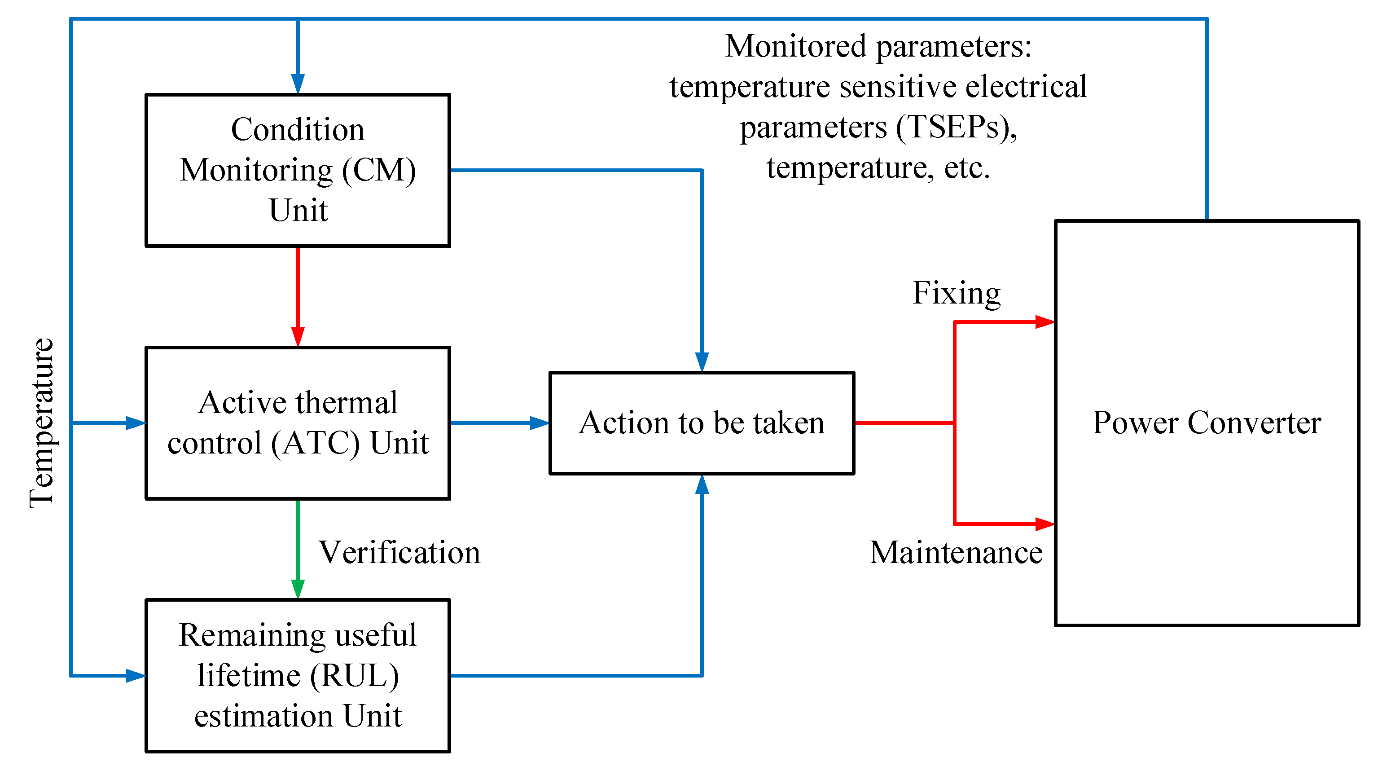 Monitored parameters:
temperature sensitive electrical
parameters (TSEPs),
temperature, etc.
Condition
Monitoring (CM)
Unit
Fixing
Temperature
Active thermal
control (ATC) Unit
Action to be taken
Power Converter
Verification
Maintenance
Remaining useful
lifetime (RUL)
estimation Unit